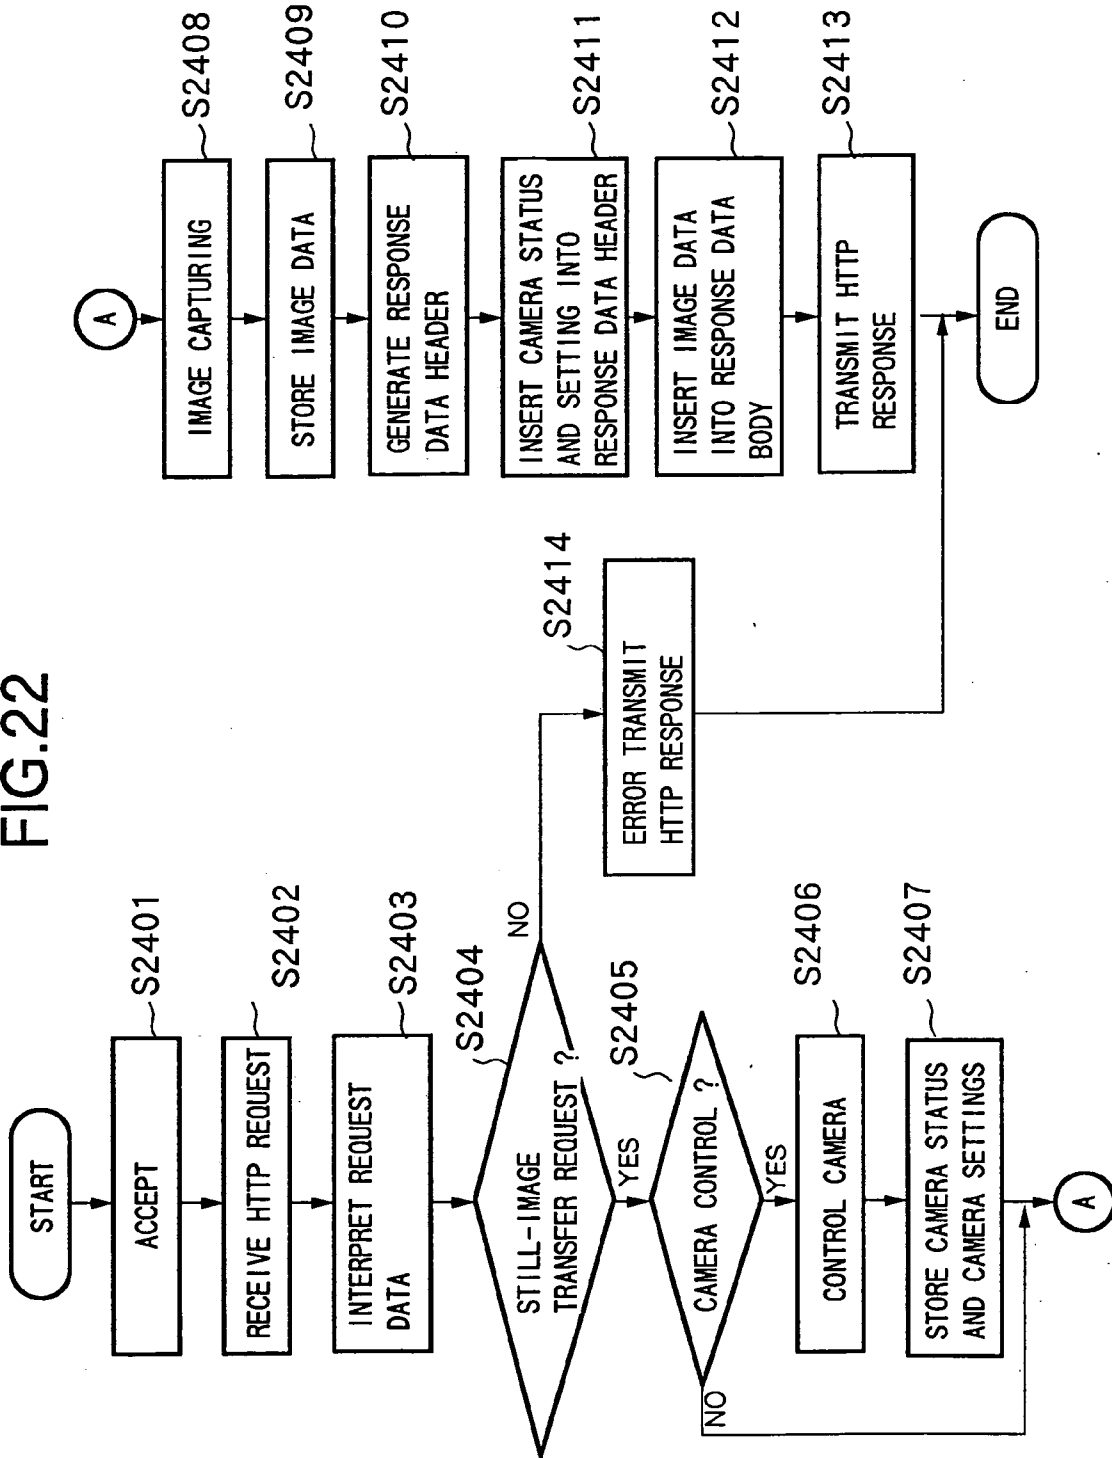 FIG.22
START
ACCEPT
S2401
RECEIVE HTTP REQUEST
S2402
INTERPRET REQUEST
DATA
S2403
STILL-IMAGE
TRANSFER REQUEST ?
S2404
NO
YES
CAMERA CONTROL ?
S2405
NO
YES
CONTROL CAMERA
S2406
STORE CAMERA STATUS
AND CAMERA SETTINGS
S2407
A
ERROR TRANSMIT
HTTP RESPONSE
S2414
A
IMAGE CAPTURING
S2408
STORE IMAGE DATA
S2409
GENERATE RESPONSE
DATA HEADER
S2410
INSERT CAMERA STATUS
AND SETTING INTO
RESPONSE DATA HEADER
S2411
INSERT IMAGE DATA
INTO RESPONSE DATA
BODY
S2412
TRANSMIT HTTP
RESPONSE
S2413
END